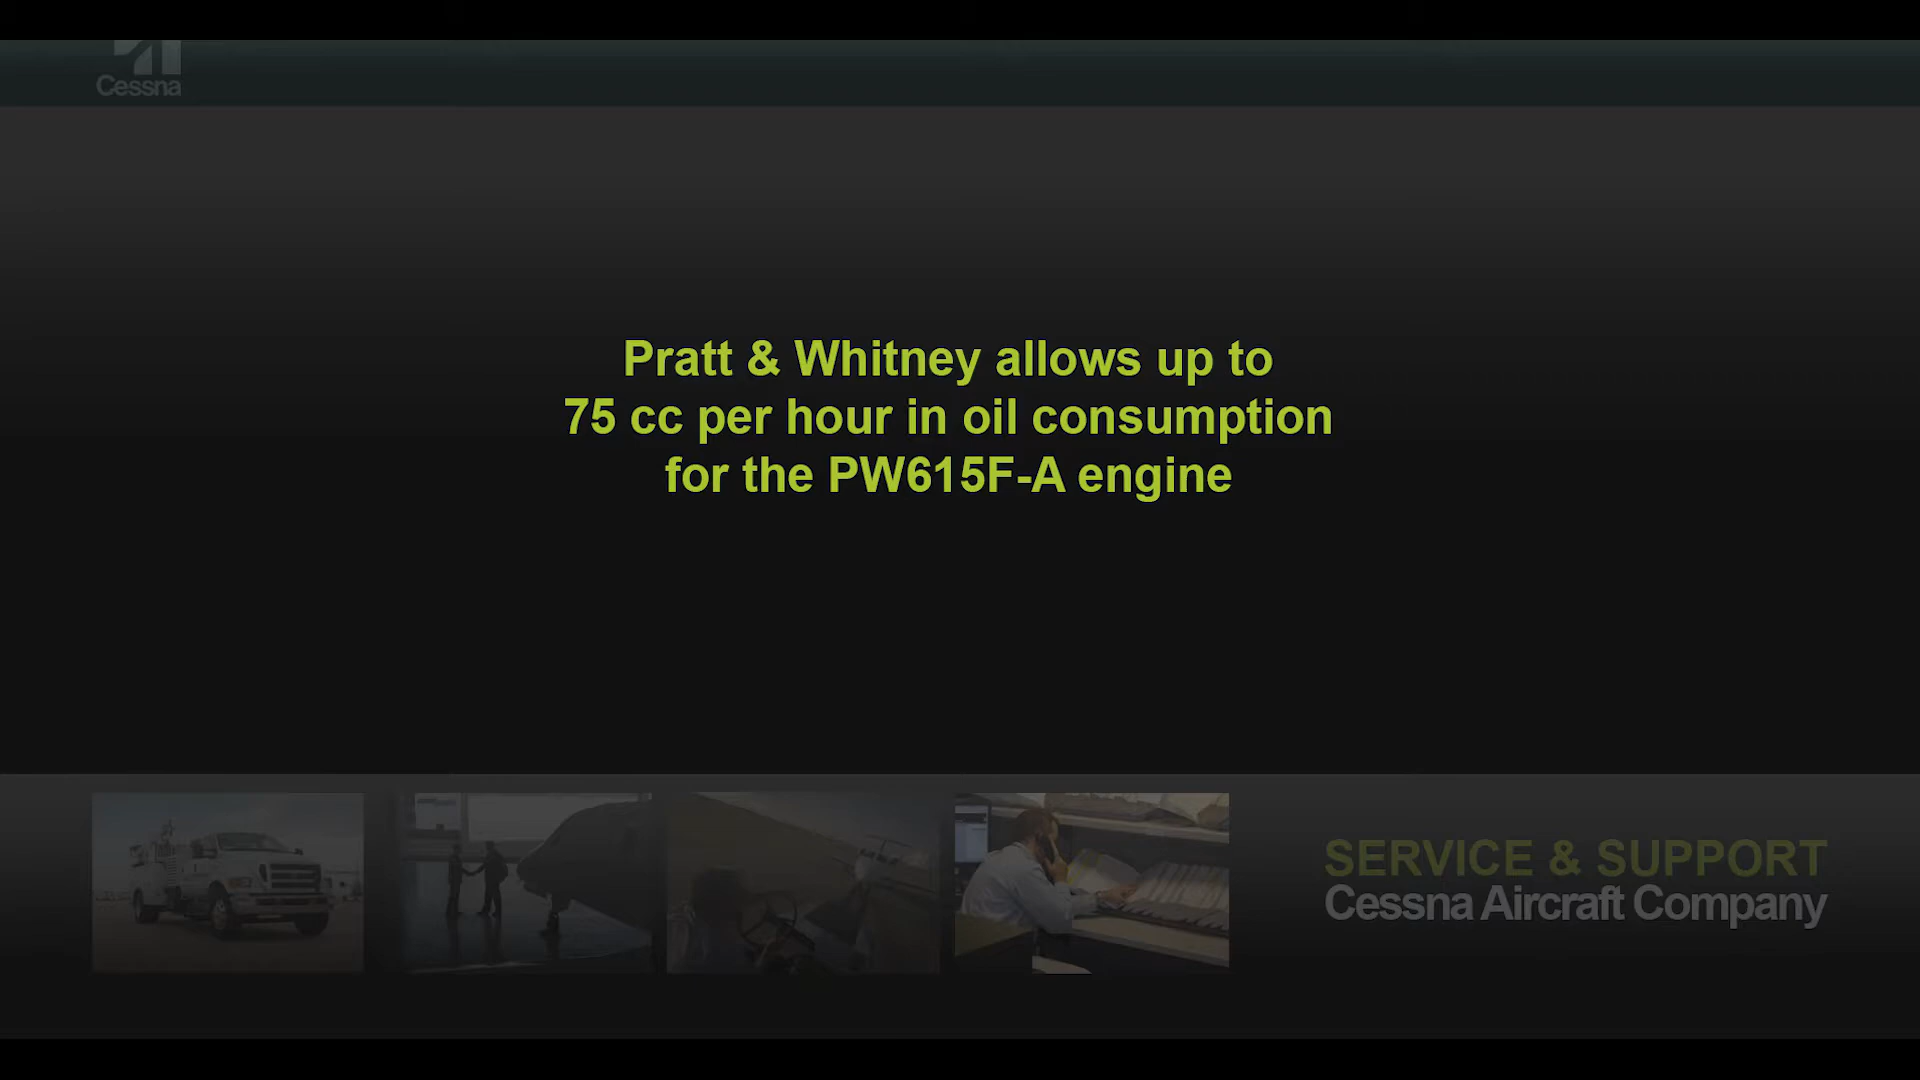 Cessna
Pratt & Whitney allows up to
75 cc per hour in oil consumption
for the PW615F-A engine
SERVICE & SUPPORT
Cessna Aircraft Company